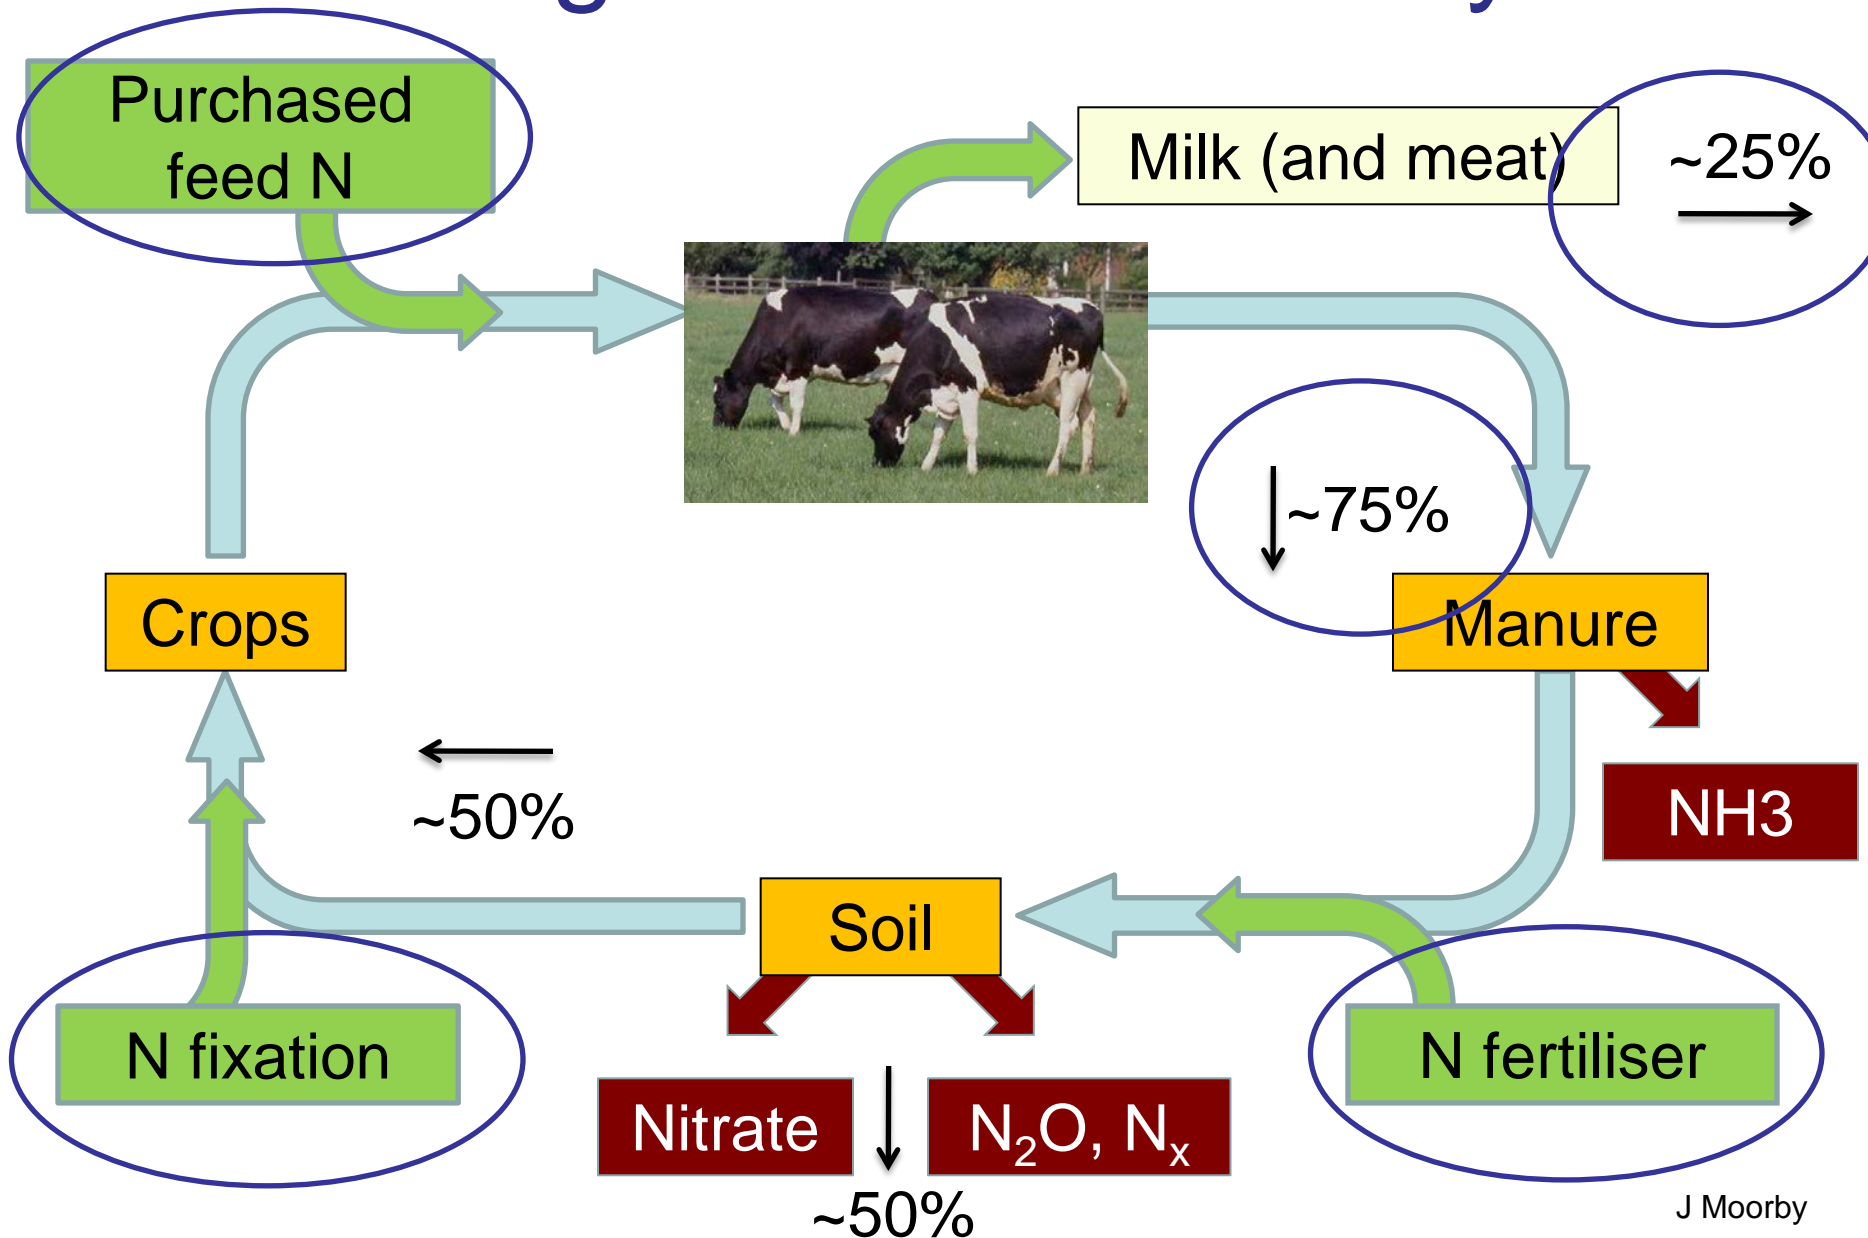 Purchased
feed N
Milk (and meat)
~25%
~75%
Crops
Manure
~50%
NH3
Soil
N fixation
N fertiliser
Nitrate
N₂O, Nₓ
~50%
J Moorby